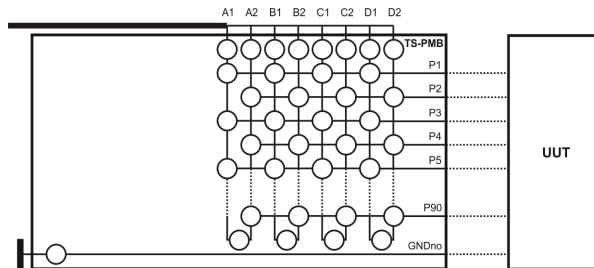 A1 A2 B1 B2 C1 C2 D1 D2
TS-PMB
P1
P2
P3
P4
P5
P90
GNDno
UUT